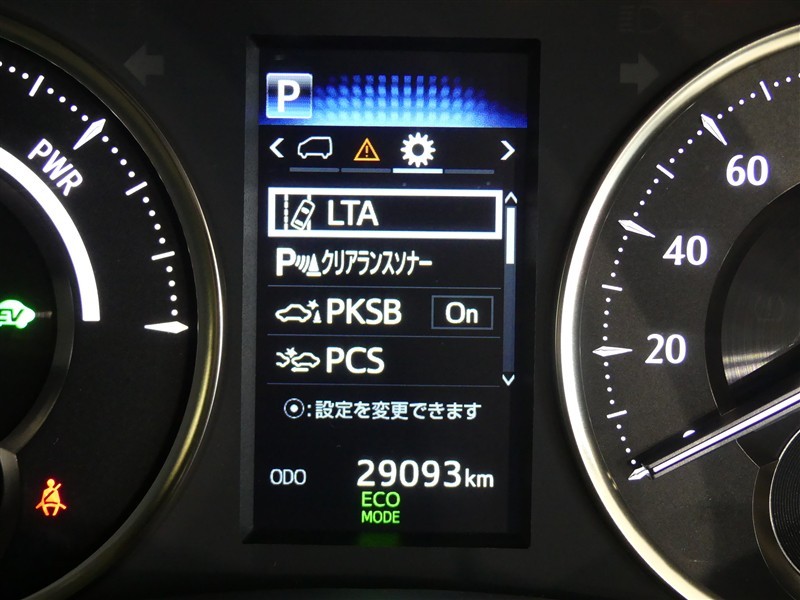 P
PWR
LTA
Pクリアランスソナー
PKSB On
PCS
:設定を変更できます
ODO 29093km
ECO
MODE
EV
60
40
20